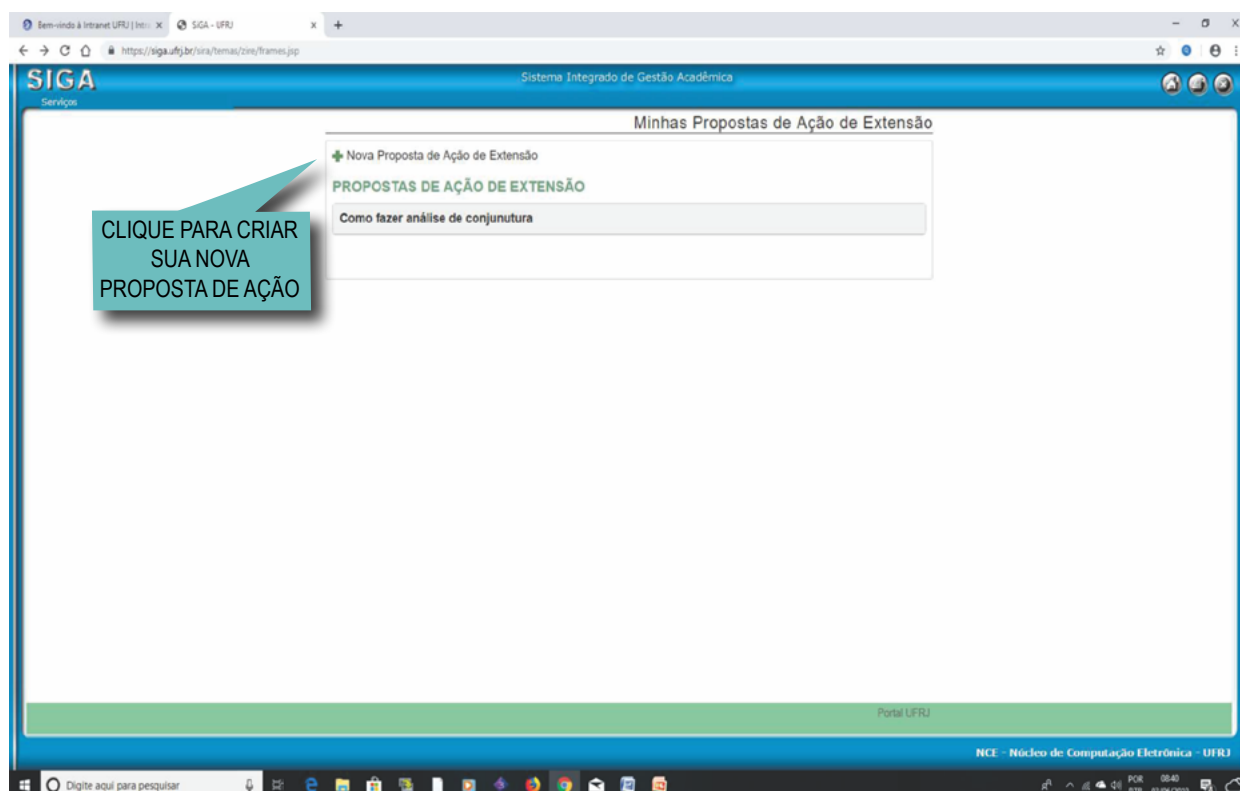 Bem-vindo à Intranet UFRJ | Intr
SIGA - UFRJ
https://siga.ufrj.br/sira/temas/zire/frames.jsp
SIGA
Sistema Integrado de Gestão Acadêmica
Serviços
Minhas Propostas de Ação de Extensão
Nova Proposta de Ação de Extensão
PROPOSTAS DE AÇÃO DE EXTENSÃO
Como fazer análise de conjunutura
CLIQUE PARA CRIAR
SUA NOVA
PROPOSTA DE AÇÃO
Portal UFRJ
NCE - Núcleo de Computação Eletrônica - UFRJ
Digite aqui para pesquisar
POR
08:40